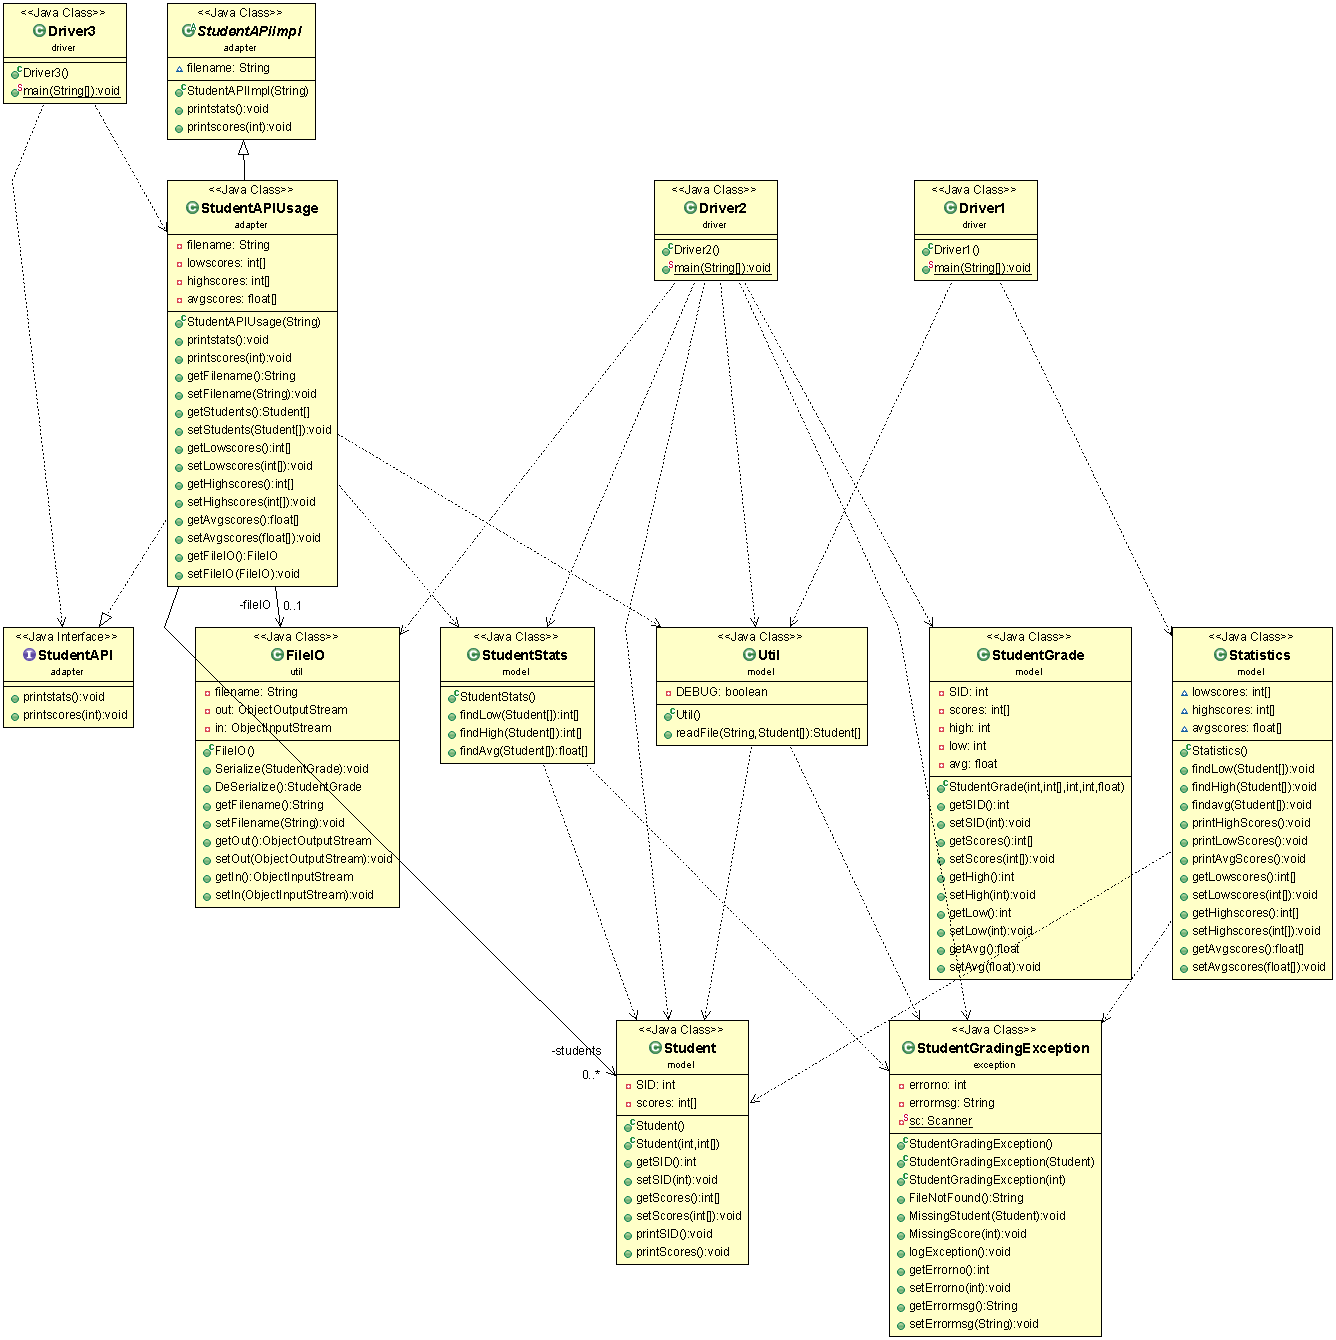 <<Java Class>>
Driver3
driver
Driver3()
main(String[]):void
<<Java Class>>
StudentAPIImpl
adapter
filename: String
StudentAPIImpl(String)
printstats():void
printscores(int):void
<<Java Class>>
StudentAPIUsage
adapter
filename: String
lowscores: int[]
highscores: int[]
avgscores: float[]
StudentAPIUsage(String)
printstats():void
printscores(int):void
getFilename():String
setFilename(String):void
getStudents():Student[]
setStudents(Student[]):void
getLowscores():int[]
setLowscores(int[]):void
getHighscores():int[]
setHighscores(int[]):void
getAvgscores():float[]
setAvgscores(float[]):void
getFileIO():FileIO
setFileIO(FileIO):void
<<Java Class>>
Driver2
driver
Driver2()
main(String[]):void
<<Java Class>>
Driver1
driver
Driver1()
main(String[]):void
-fileIO
0..1
<<Java Interface>>
StudentAPI
adapter
printstats():void
printscores(int):void
<<Java Class>>
FileIO
util
filename: String
out: ObjectOutputStream
in: ObjectInputStream
FileIO()
Serialize(StudentGrade):void
DeSerialize():StudentGrade
getFilename():String
setFilename(String):void
getOut():ObjectOutputStream
setOut(ObjectOutputStream):void
getIn():ObjectInputStream
setIn(ObjectInputStream):void
<<Java Class>>
StudentStats
model
StudentStats()
findLow(Student[]):int[]
findHigh(Student[]):int[]
findAvg(Student[]):float[]
<<Java Class>>
Util
model
DEBUG: boolean
Util()
readFile(String,Student[]):Student[]
<<Java Class>>
StudentGrade
model
SID: int
scores: int[]
high: int
low: int
avg: float
StudentGrade(int,int[],int,int,float)
getSID():int
setSID(int):void
getScores():int[]
setScores(int[]):void
getHigh():int
setHigh(int):void
getLow():int
setLow(int):void
getAvg():float
setAvg(float):void
<<Java Class>>
Statistics
model
lowscores: int[]
highscores: int[]
avgscores: float[]
Statistics()
findLow(Student[]):void
findHigh(Student[]):void
findavg(Student[]):void
printHighScores():void
printLowScores():void
printAvgScores():void
getLowscores():int[]
setLowscores(int[]):void
getHighscores():int[]
setHighscores(int[]):void
getAvgscores():float[]
setAvgscores(float[]):void
-students
0..*
<<Java Class>>
Student
model
SID: int
scores: int[]
Student()
Student(int,int[])
getSID():int
setSID(int):void
getScores():int[]
setScores(int[]):void
printSID():void
printScores():void
<<Java Class>>
StudentGradingException
exception
errorno: int
errormsg: String
sc: Scanner
StudentGradingException()
StudentGradingException(Student)
StudentGradingException(int)
FileNotFound():String
MissingStudent(Student):void
MissingScore(int):void
logException():void
getErrorno():int
setErrorno(int):void
getErrormsg():String
setErrormsg(String):void